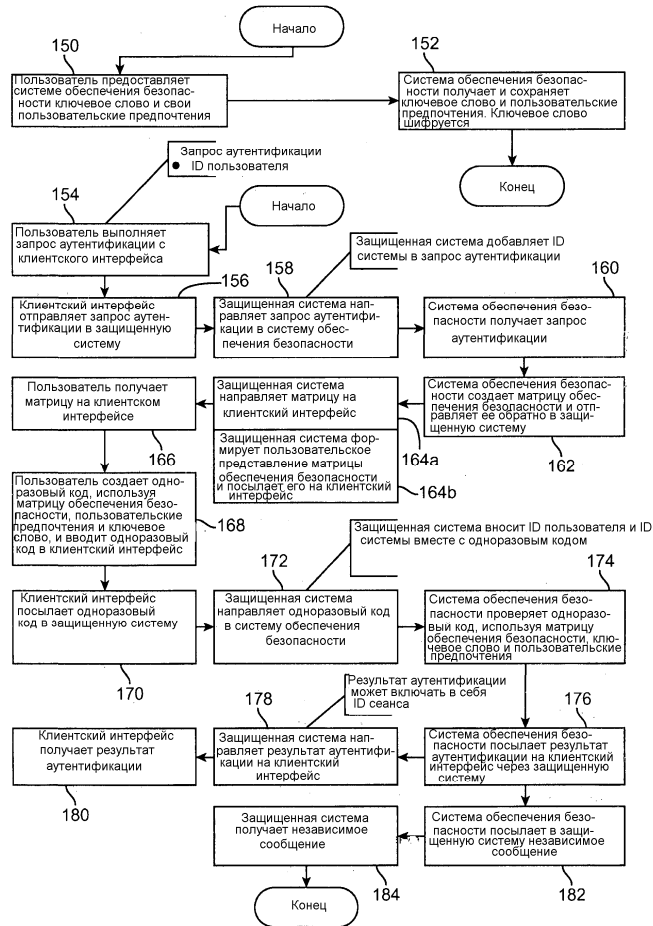 Начало
150
Пользователь предоставляет
системе обеспечения безопас-
ности ключевое слово и свои
пользовательские предпочтения
152
Система обеспечения безопас-
ности получает и сохраняет
ключевое слово и пользовательские
предпочтения. Ключевое слово
шифруется
Конец
Запрос аутентификации
● ID пользователя
154
Начало
Пользователь выполняет
запрос аутентификации с
клиентского интерфейса
156
Клиентский интерфейс
отправляет запрос аутен-
тификации в защищенную
систему
158
Защищенная система добавляет ID
системы в запрос аутентификации
Защищенная система нап-
равляет запрос аутентифи-
кации в систему обес-
печения безопасности
160
Система обеспечения безо-
пасности получает запрос
аутентификации
Пользователь получает
матрицу на клиентском
интерфейсе
166
Защищенная система
направляет матрицу на
клиентский интерфейс
164a
Система обеспечения безопас-
ности создает матрицу обес-
печения безопасности и отп-
равляет ее обратно в защи-
щенную систему
162
Защищенная система фор-
мирует пользовательское
представление матрицы
обеспечения безопасности
и посылает его на клиентский
интерфейс
164b
Пользователь создает одно-
разовый код, используя
матрицу обеспечения безо-
пасности, пользовательские
предпочтения и ключевое
слово, и вводит одноразовый
код в клиентский интерфейс
168
Защищенная система вносит ID пользователя и ID
системы вместе с одноразовым кодом
Клиентский интерфейс
посылает одноразовый
код в защищенную систему
170
172
Защищенная система
направляет одноразовый код
в систему обеспечения
безопасности
174
Система обеспечения безо-
пасности проверяет одноразо-
вый код, используя матрицу
обеспечения безопасности, клю-
чевое слово и пользовательские
предпочтения
Результат аутентификации
может включать в себя
ID сеанса
Клиентский интерфейс
получает результат
аутентификации
180
178
Защищенная система нап-
равляет результат аутентифи-
кации на клиентский
интерфейс
176
Система обеспечения безо-
пасности посылает результат
аутентификации на клиентский
интерфейс через защищенную
систему
Защищенная система
получает независимое
сообщение
184
Система обеспечения безо-
пасности посылает в защи-
щенную систему независимое
сообщение
182
Конец